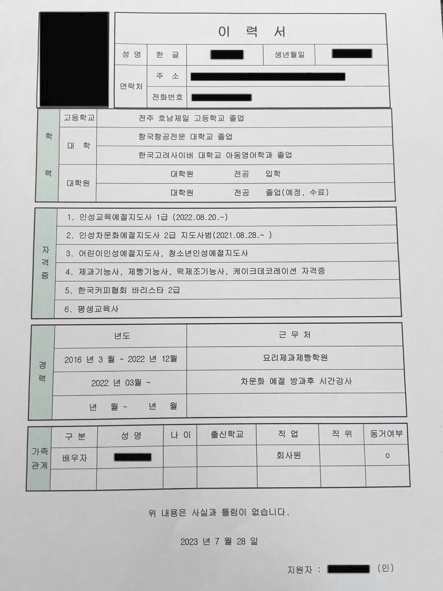 이 력 서
성 명 한 글 생년월일
연락처 주 소
전화번호
학 력
고등학교 전주 호남제일 고등학교 졸업
대 학 항국항공전문 대학교 졸업
한국고려사이버 대학교 아동영어학과 졸업
대학원 대학원 전공 입학
대학원 전공 졸업(예정, 수료)
자격증
1. 인성교육예절지도사 1급 (2022.08.20.~)
2. 인성차문화예절지도사 2급 지도사범(2021.08.28.~ )
3. 어린이인성예절지도사, 청소년인성예절지도사
4. 제과기능사, 제빵기능사, 떡제조기능사, 케이크데코레이션 자격증
5. 한국커피협회 바리스타 2급
6. 평생교육사
경력
년도 근 무 처
2016 년 3 월 - 2022 년 12월 요리제과제빵학원
2022 년 03월 - 차문화 예절 방과후 시간강사
년 월 - 년 월
가족관계
구 분 성 명 나 이 출신학교 직 업 직 위 동거여부
배우자 회사원 o
위 내용은 사실과 틀림이 없습니다.
2023 년 7 월 28 일
지원자 : (인)